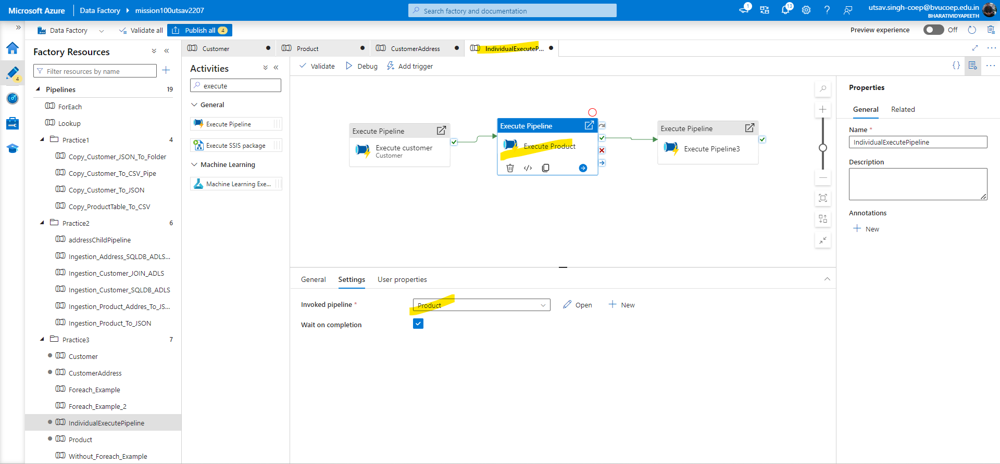 Microsoft Azure
Data Factory
mission100utsav2207
Search factory and documentation
1
13
utsav.singh-coep@bvucoep.edu.in
BHARATIVIDYAPEETH
Data Factory
Validate all
Publish all 4
Preview experience
Off
4
Factory Resources
Filter resources by name
Pipelines 19
ForEach
Lookup
Practice1 4
Copy_Customer_JSON_To_Folder
Copy_Customer_To_CSV_Pipe
Copy_Customer_To_JSON
Copy_ProductTable_To_CSV
Practice2 6
addressChildPipeline
Ingestion_Address_SQLDB_ADLS...
Ingestion_Customer_JOIN_ADLS
Ingestion_Customer_SQLDB_ADLS
Ingestion_Product_Addres_To_JS...
Ingestion_Product_To_JSON
Practice3 7
Customer
CustomerAddress
Foreach_Example
Foreach_Example_2
IndividualExecutePipeline
Product
Without_Foreach_Example
Customer
Product
CustomerAddress
IndividualExecuteP...
Activities
execute
General
Execute Pipeline
Execute SSIS package
Machine Learning
Machine Learning Exe...
Validate
Debug
Add trigger
{}
Execute Pipeline
Execute customer
Customer
Execute Pipeline
Execute Product
Execute Pipeline
Execute Pipeline3
General
Settings
User properties
Invoked pipeline *
Product
Open
New
Wait on completion
Properties
General
Related
Name *
IndividualExecutePipeline
Description
Annotations
New